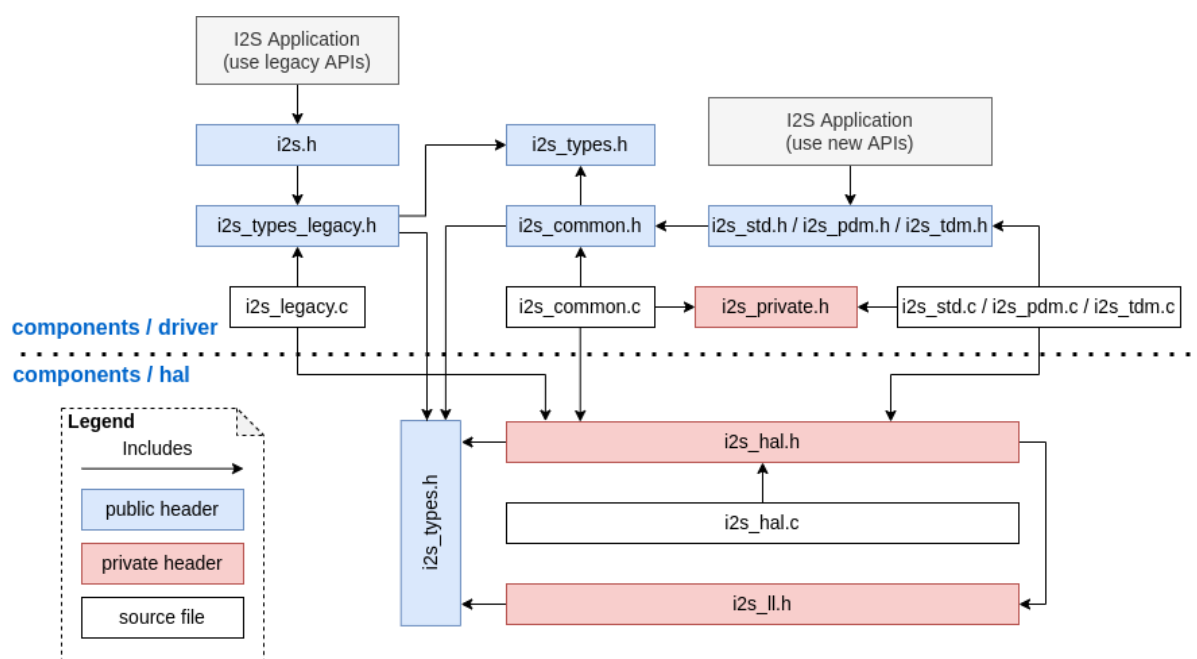 I2S Application
(use legacy APIs)
I2S Application
(use new APIs)
i2s.h
i2s_types.h
i2s_types_legacy.h
i2s_common.h
i2s_std.h / i2s_pdm.h / i2s_tdm.h
i2s_legacy.c
i2s_common.c
i2s_private.h
i2s_std.c / i2s_pdm.c / i2s_tdm.c
components / driver
components / hal
Legend
Includes
public header
private header
source file
i2s_types.h
i2s_hal.h
i2s_hal.c
i2s_ll.h